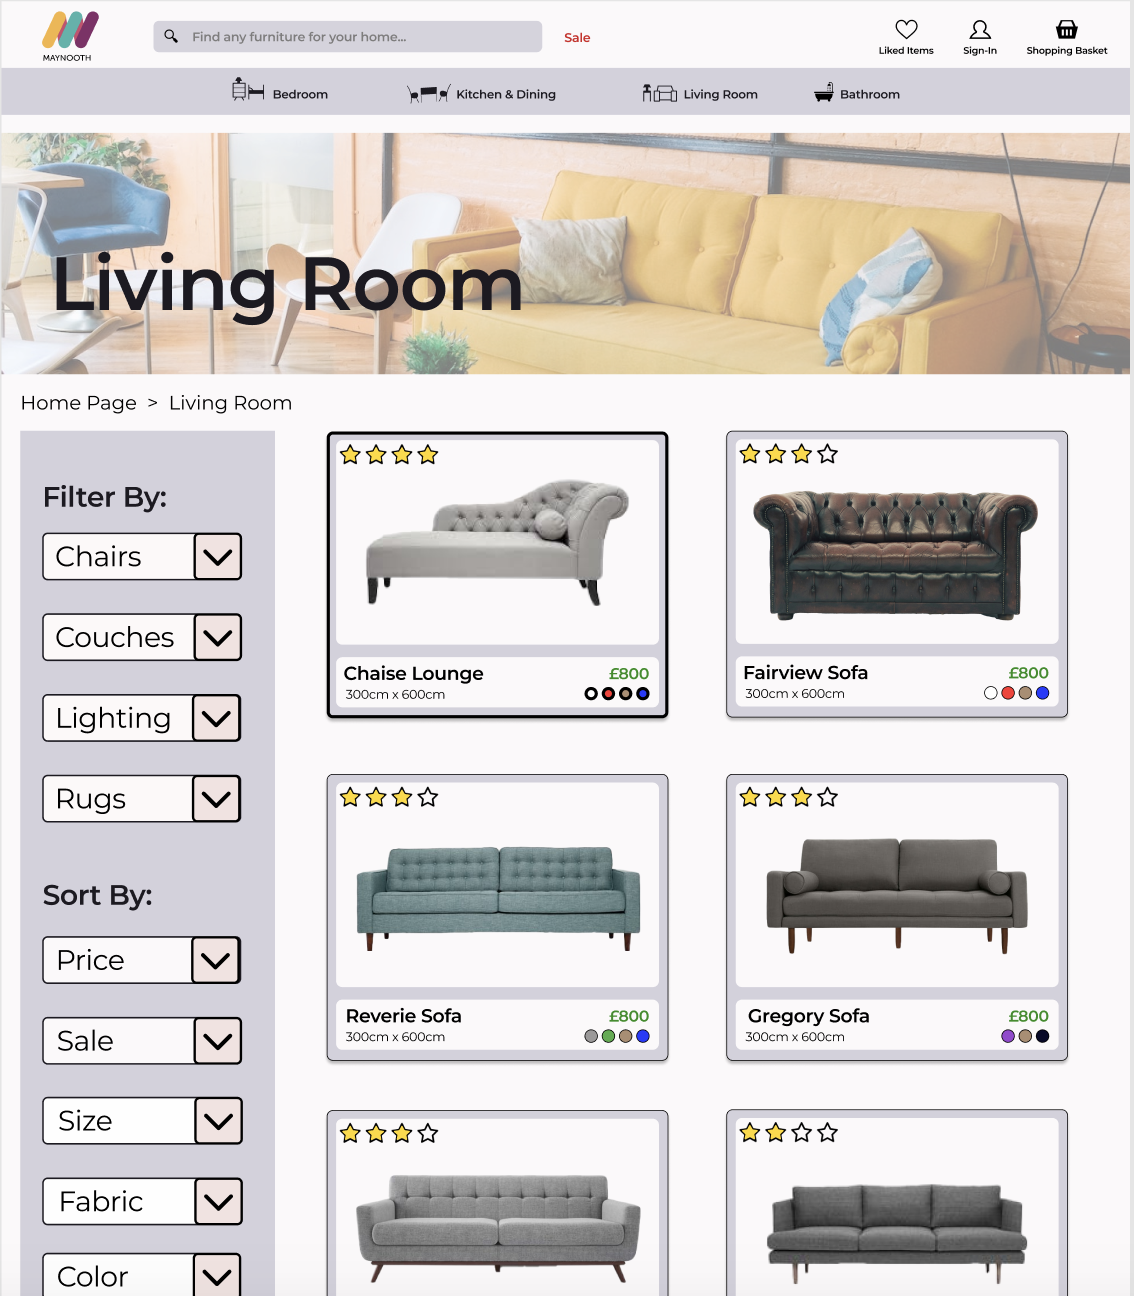 MAYNOOTH
Find any furniture for your home...
Sale
Liked Items
Sign-In
Shopping Basket
Bedroom
Kitchen & Dining
Living Room
Bathroom
Living Room
Home Page > Living Room
Filter By:
Chairs
Couches
Lighting
Rugs
Sort By:
Price
Sale
Size
Fabric
Color
Chaise Lounge £800
300cm x 600cm
Fairview Sofa £800
300cm x 600cm
Reverie Sofa £800
300cm x 600cm
Gregory Sofa £800
300cm x 600cm